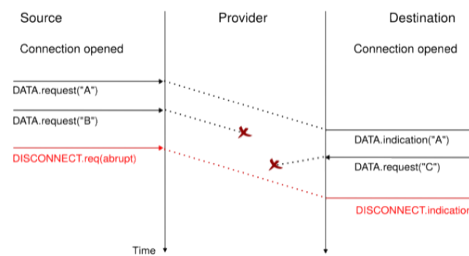 Source Provider Destination
Connection opened Connection opened
DATA.request("A")
DATA.request("B")
DATA.indication("A")
DISCONNECT.req(abrupt)
DATA.request("C")
DISCONNECT.indication
Time